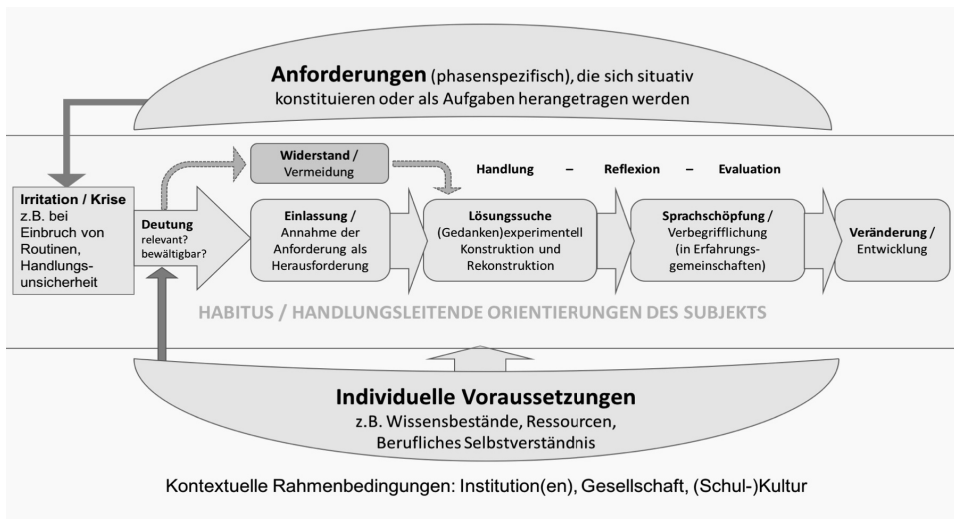 Anforderungen (phasenspezifisch), die sich situativ
konstituieren oder als Aufgaben herangetragen werden
Widerstand /
Vermeidung
Handlung – Reflexion – Evaluation
Irritation / Krise
z.B. bei
Einbruch von
Routinen,
Handlungs-
unsicherheit
Deutung
relevant?
bewältigbar?
Einlassung /
Annahme der
Anforderung als
Herausforderung
Lösungssuche
(Gedanken)experimentell
Konstruktion und
Rekonstruktion
Sprachschöpfung /
Verbegrifflichung
(in Erfahrungs-
gemeinschaften)
Veränderung /
Entwicklung
HABITUS / HANDLUNGSLEITENDE ORIENTIERUNGEN DES SUBJEKTS
Individuelle Voraussetzungen
z.B. Wissensbestände, Ressourcen,
Berufliches Selbstverständnis
Kontextuelle Rahmenbedingungen: Institution(en), Gesellschaft, (Schul-)Kultur